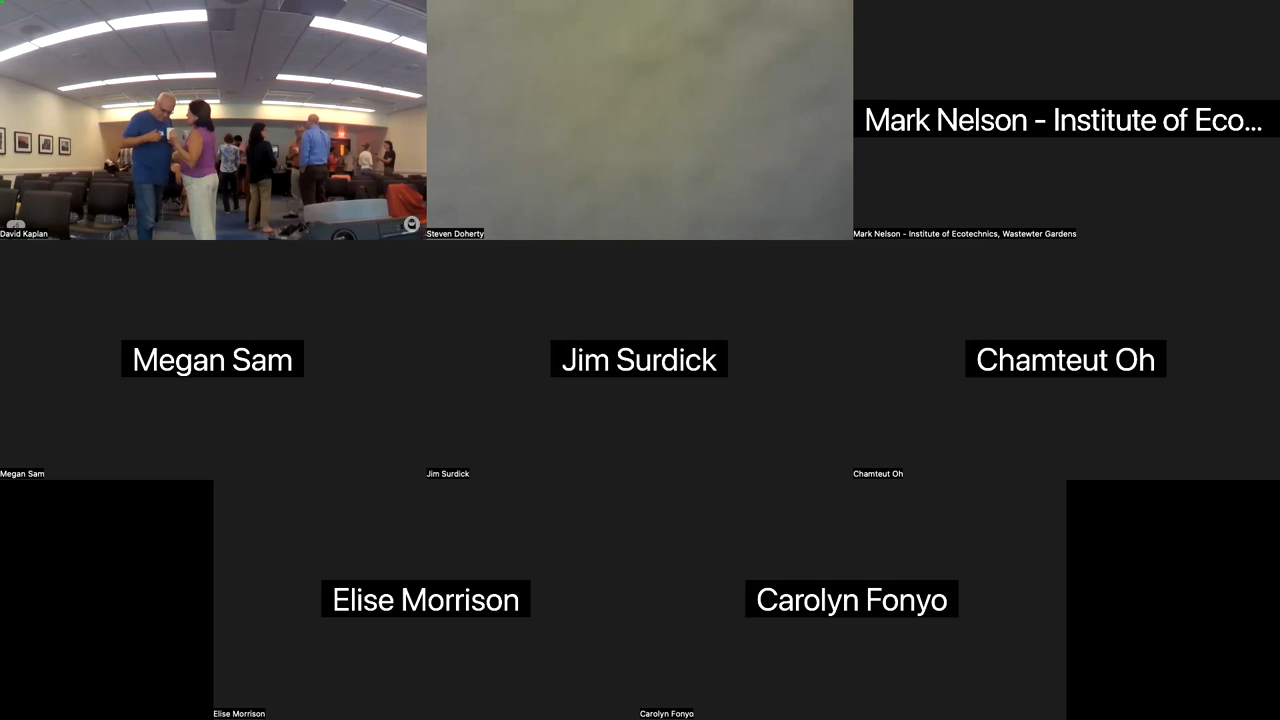 David Kaplan
Steven Doherty
Mark Nelson - Institute of Eco...
Mark Nelson - Institute of Ecotechnics, Wastewter Gardens
Megan Sam
Megan Sam
Jim Surdick
Jim Surdick
Chamteut Oh
Chamteut Oh
Elise Morrison
Elise Morrison
Carolyn Fonyo
Carolyn Fonyo